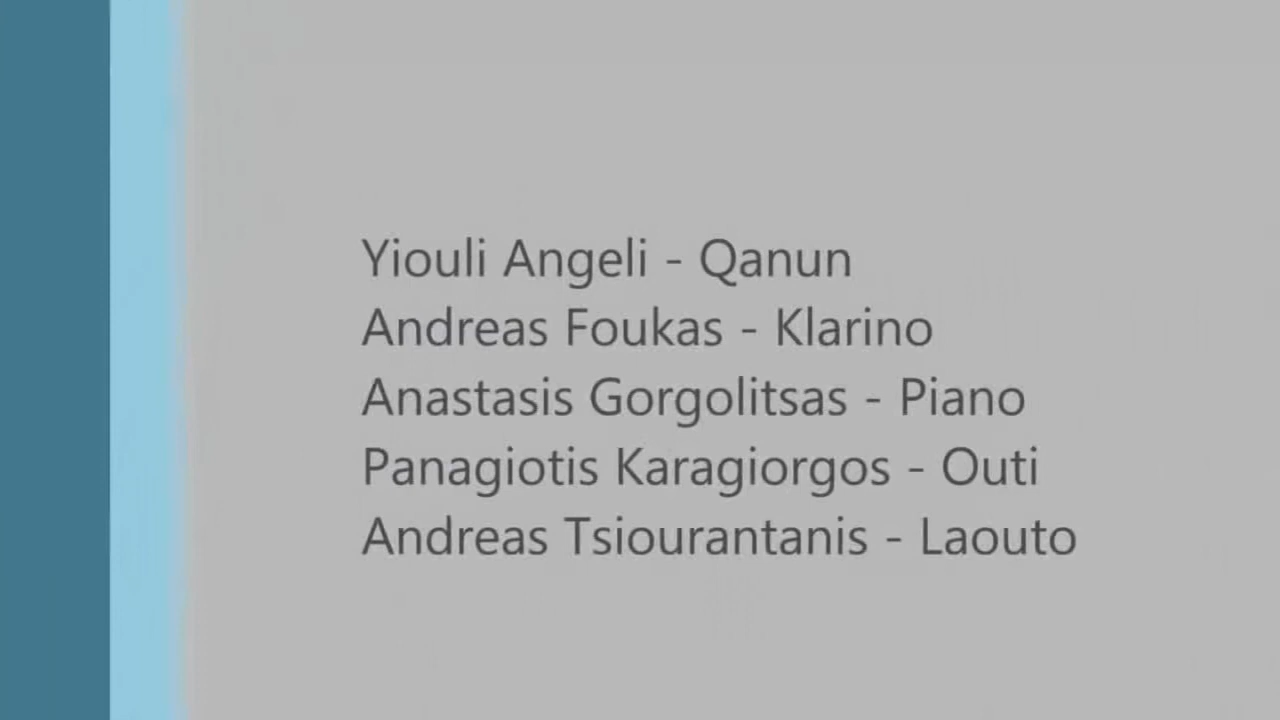 Yiouli Angeli - Qanun
Andreas Foukas - Klarino
Anastasis Gorgolitsas - Piano
Panagiotis Karagiorgos - Outi
Andreas Tsiourantanis - Laouto